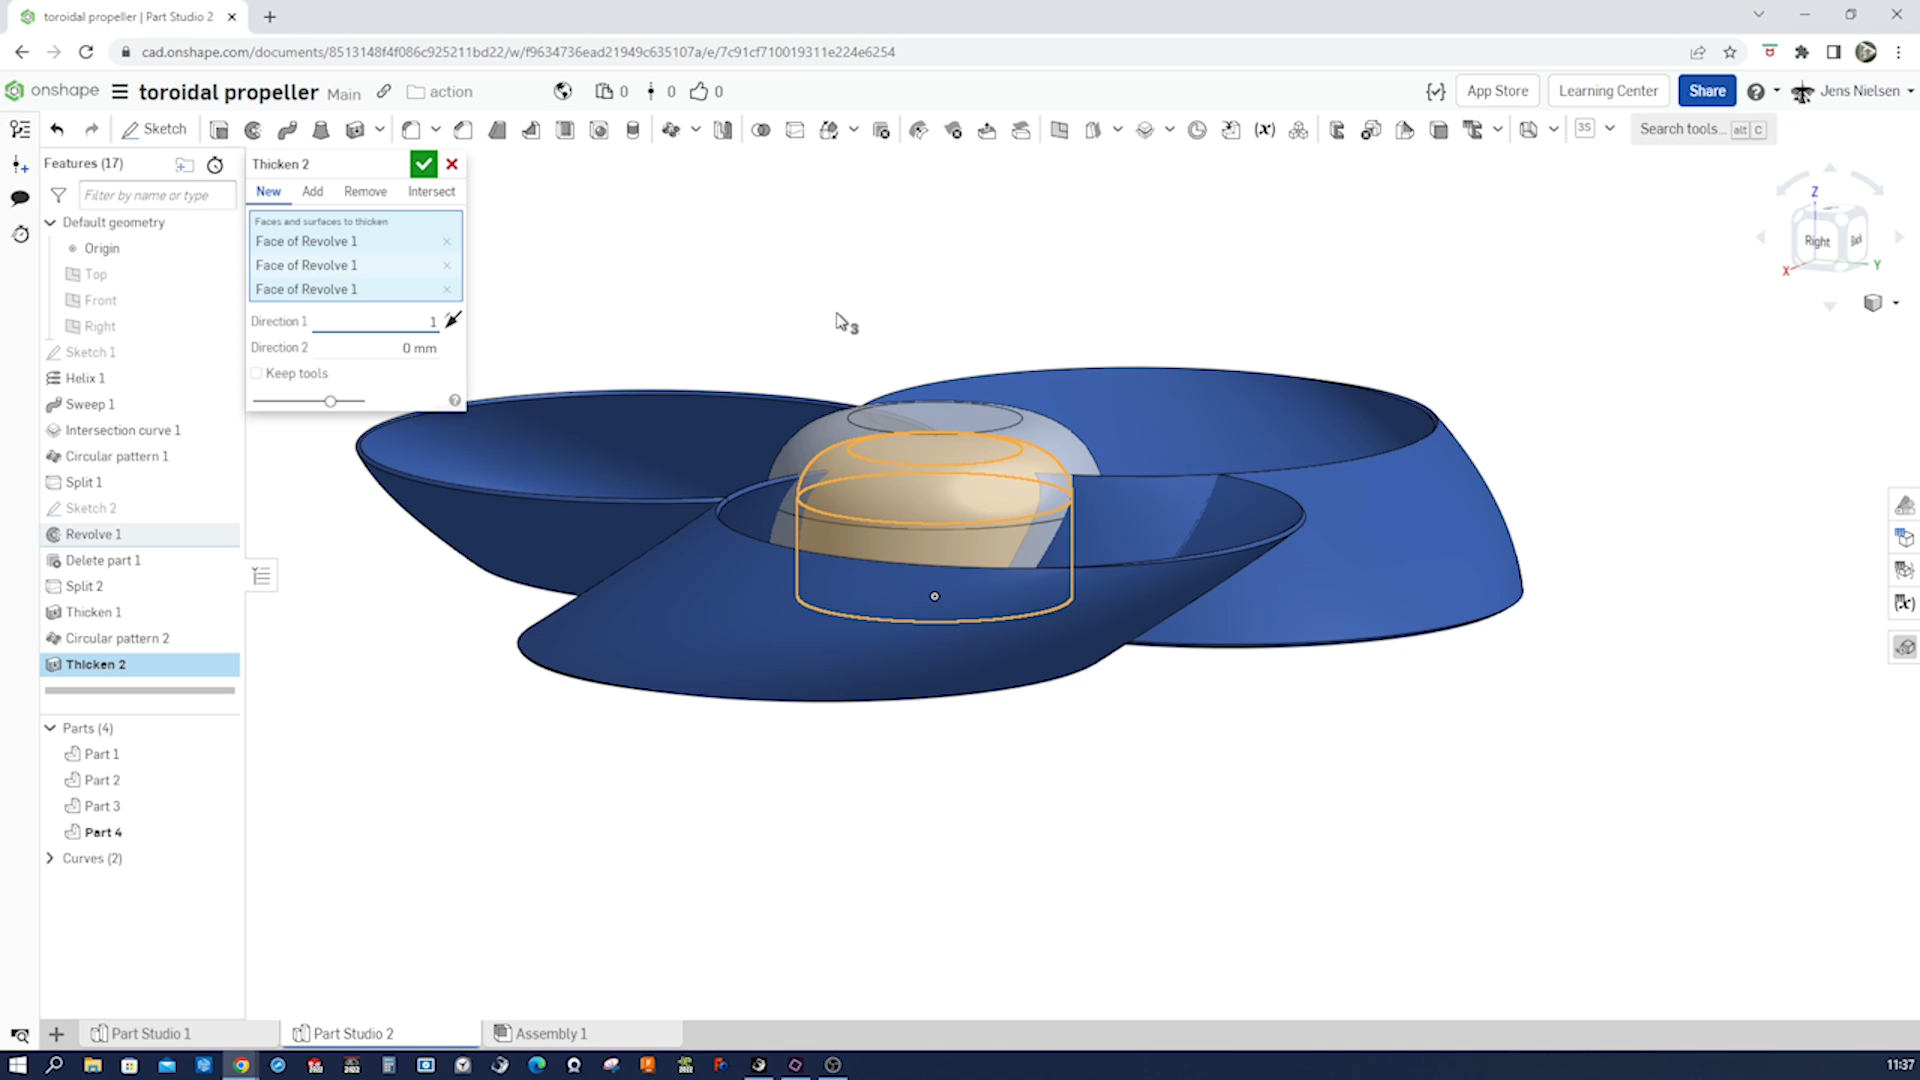 toroidal propeller | Part Studio 2
cad.onshape.com/documents/8513148f4f086c925211bd22/w/f9634736ead21949c635107a/e/7c91cf710019311e224e6254
onshape toroidal propeller Main action 0 0 0 App Store Learning Center Share Jens Nielsen
Sketch (x) 3S Search tools... alt C
Features (17)
Filter by name or type
Default geometry
Origin
Top
Front
Right
Sketch 1
Helix 1
Sweep 1
Intersection curve 1
Circular pattern 1
Split 1
Sketch 2
Revolve 1
Delete part 1
Split 2
Thicken 1
Circular pattern 2
Thicken 2
Parts (4)
Part 1
Part 2
Part 3
Part 4
Curves (2)
Thicken 2
New Add Remove Intersect
Faces and surfaces to thicken
Face of Revolve 1
Face of Revolve 1
Face of Revolve 1
Direction 1 1
Direction 2 0 mm
Keep tools
3
Z
Right Back
X Y
(x)
Part Studio 1 Part Studio 2 Assembly 1
11:37